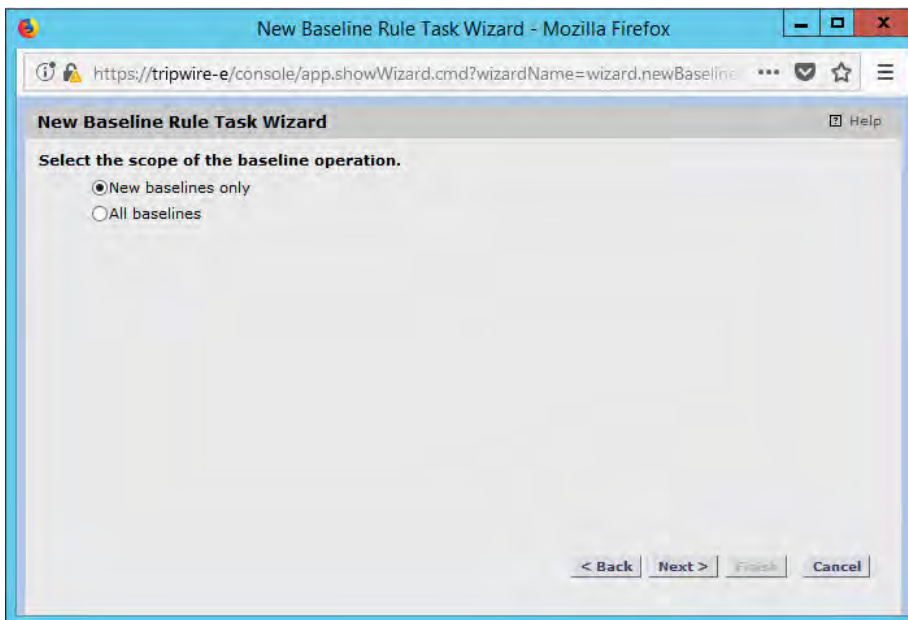 New Baseline Rule Task Wizard - Mozilla Firefox
https://tripwire-e/console/app.showWizard.cmd?wizardName=wizard.newBaseline
New Baseline Rule Task Wizard
? Help
Select the scope of the baseline operation.
New baselines only
All baselines
< Back Next > Finish Cancel